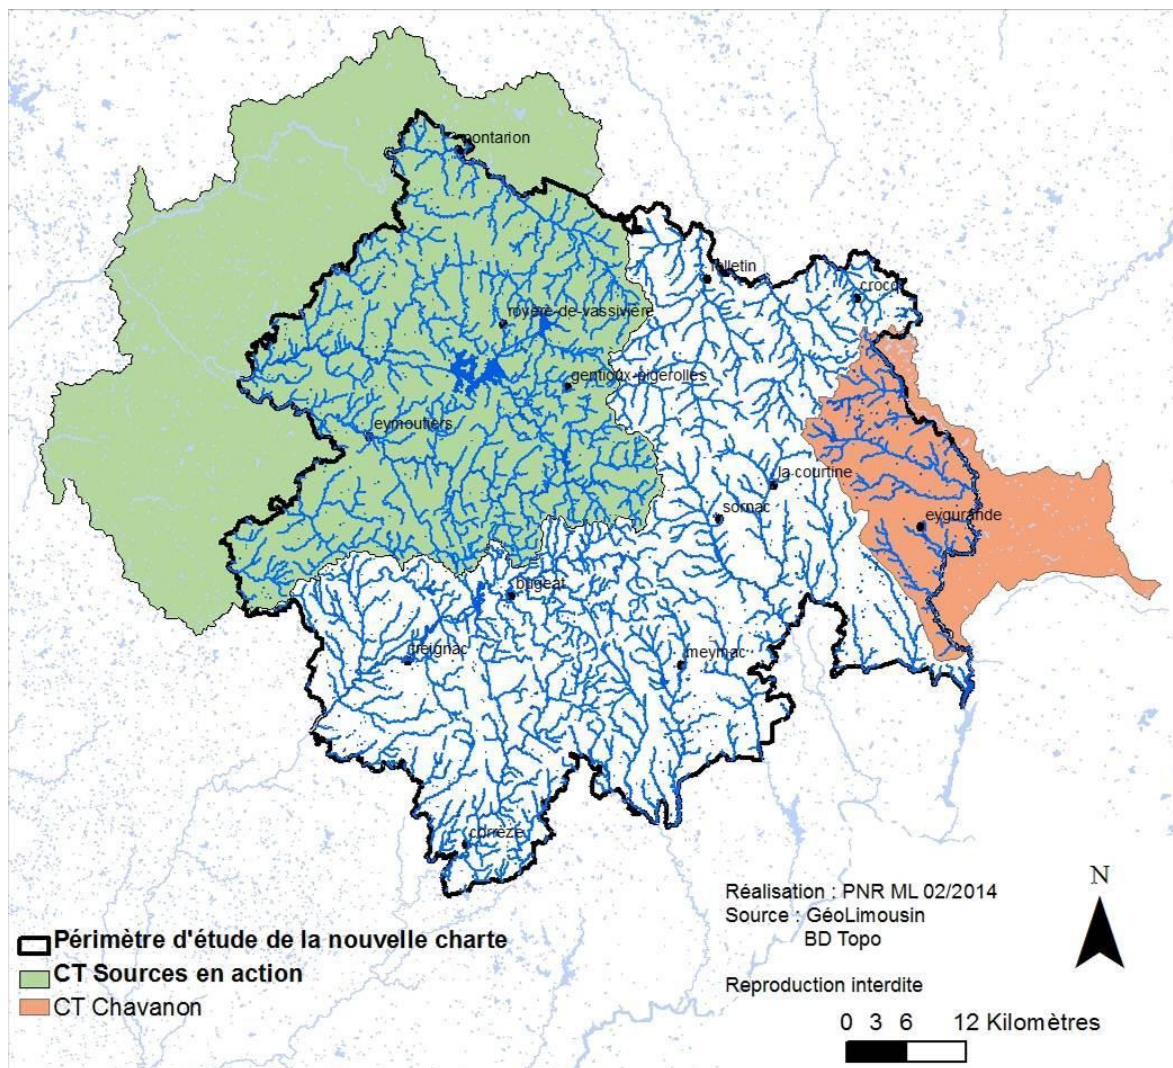 pontarion
felletin
crocq
royère-de-vassivière
gentioux-pigerolles
eymoutiers
la courtine
sornac
eygurande
bugeat
treignac
meymac
corrèze
Réalisation : PNR ML 02/2014
Source : GéoLimousin
BD Topo
Reproduction interdite
N
0 3 6 12 Kilomètres
Périmètre d'étude de la nouvelle charte
CT Sources en action
CT Chavanon